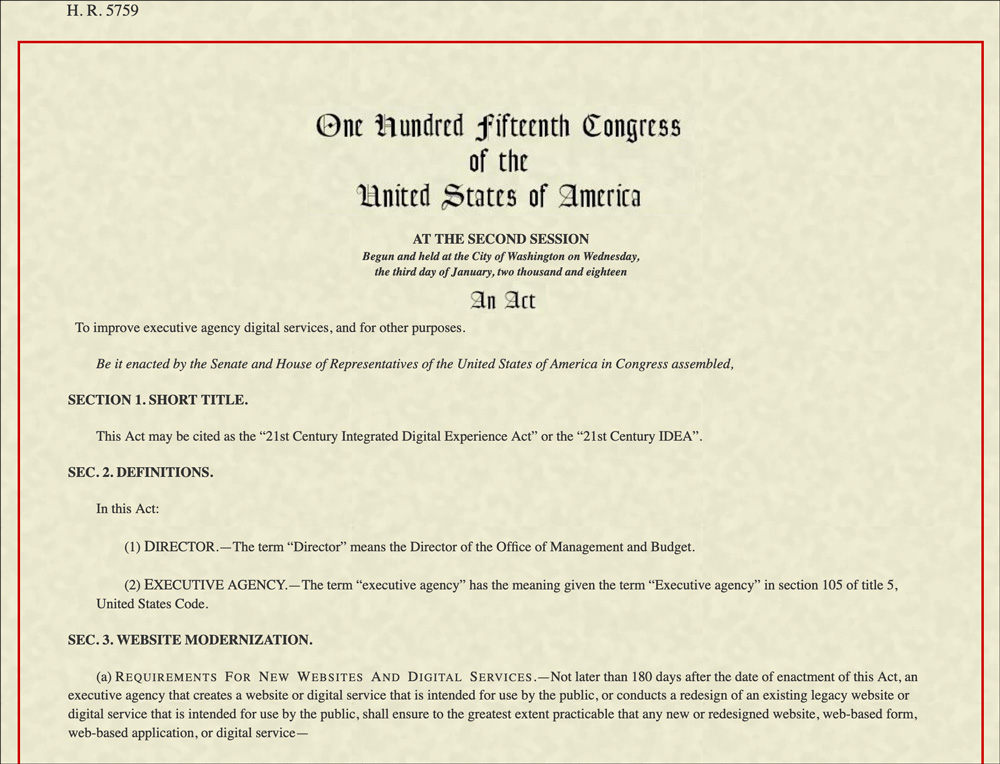 H. R. 5759
One Hundred Fifteenth Congress
of the
United States of America
AT THE SECOND SESSION
Begun and held at the City of Washington on Wednesday,
the third day of January, two thousand and eighteen
An Act
To improve executive agency digital services, and for other purposes.
Be it enacted by the Senate and House of Representatives of the United States of America in Congress assembled,
SECTION 1. SHORT TITLE.
This Act may be cited as the “21st Century Integrated Digital Experience Act” or the “21st Century IDEA”.
SEC. 2. DEFINITIONS.
In this Act:
(1) DIRECTOR.—The term “Director” means the Director of the Office of Management and Budget.
(2) EXECUTIVE AGENCY.—The term “executive agency” has the meaning given the term “Executive agency” in section 105 of title 5,
United States Code.
SEC. 3. WEBSITE MODERNIZATION.
(a) REQUIREMENTS FOR NEW WEBSITES AND DIGITAL SERVICES.—Not later than 180 days after the date of enactment of this Act, an
executive agency that creates a website or digital service that is intended for use by the public, or conducts a redesign of an existing legacy website or
digital service that is intended for use by the public, shall ensure to the greatest extent practicable that any new or redesigned website, web-based form,
web-based application, or digital service—